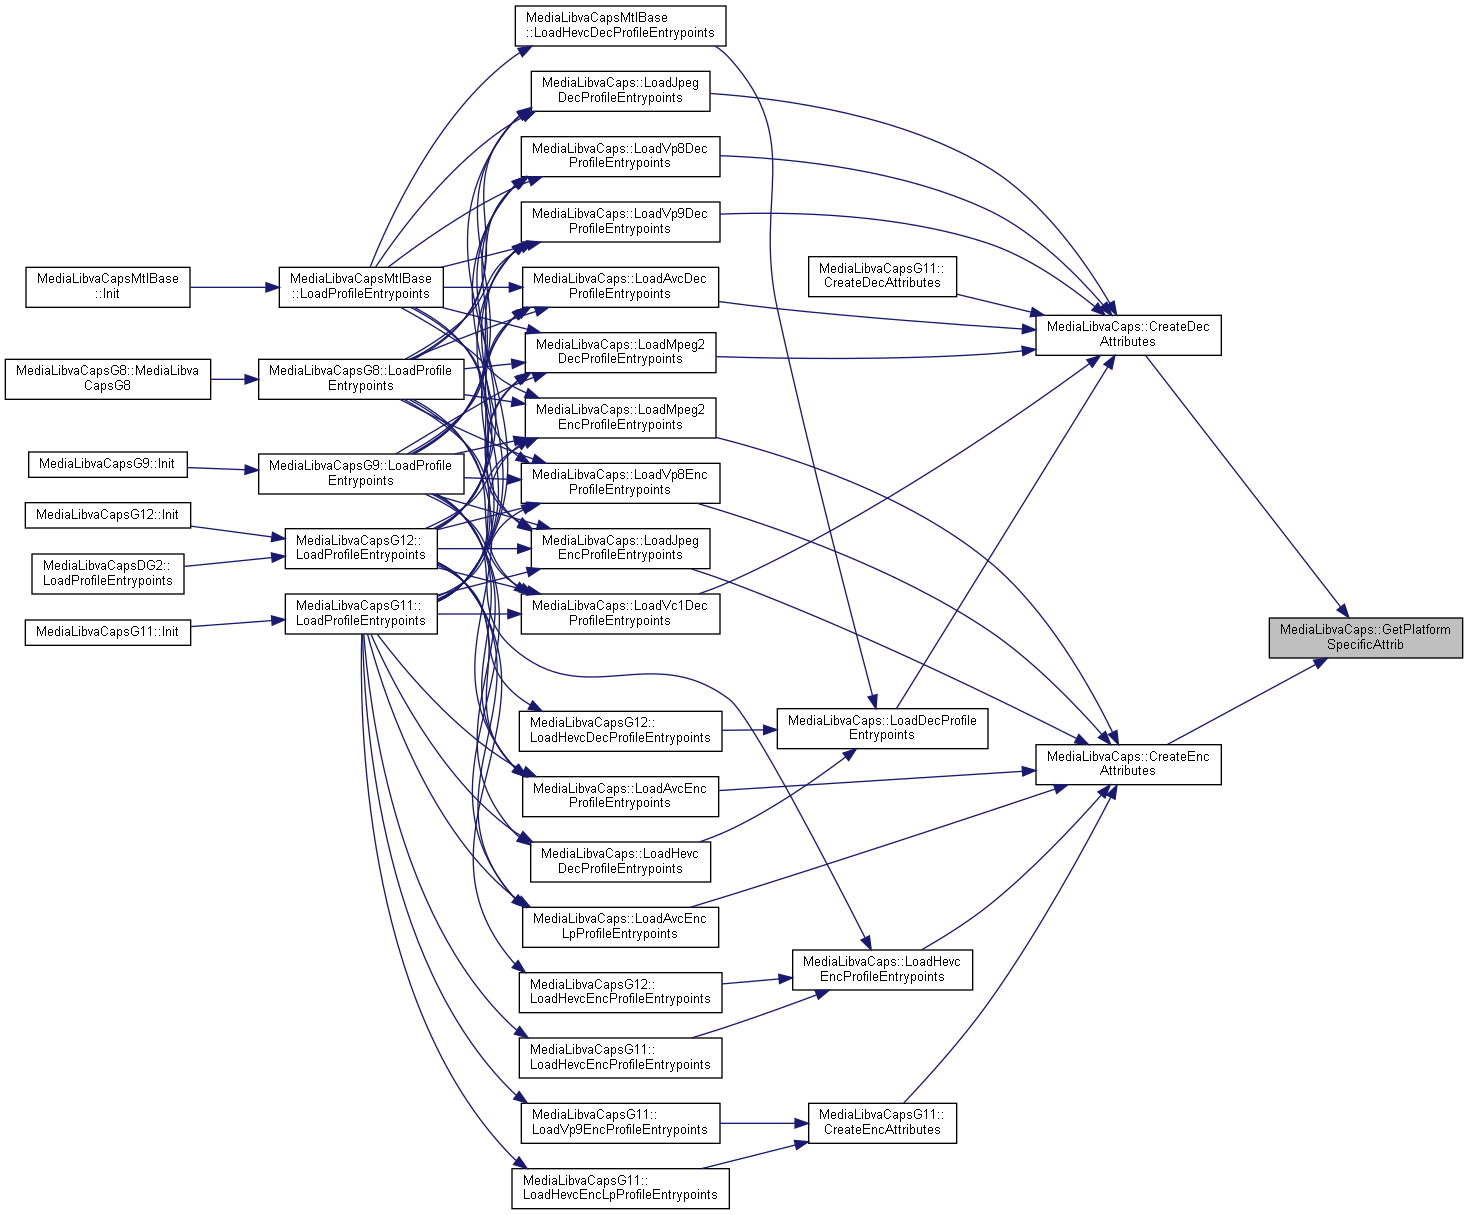 MediaLibvaCapsMtlBase
::LoadHevcDecProfileEntrypoints
MediaLibvaCaps::LoadJpeg
DecProfileEntrypoints
MediaLibvaCaps::LoadVp8Dec
ProfileEntrypoints
MediaLibvaCaps::LoadVp9Dec
ProfileEntrypoints
MediaLibvaCapsMtlBase
::Init
MediaLibvaCapsMtlBase
::LoadProfileEntrypoints
MediaLibvaCaps::LoadAvcDec
ProfileEntrypoints
MediaLibvaCapsG11::
CreateDecAttributes
MediaLibvaCaps::CreateDec
Attributes
MediaLibvaCaps::LoadMpeg2
DecProfileEntrypoints
MediaLibvaCapsG8::MediaLibva
CapsG8
MediaLibvaCapsG8::LoadProfile
Entrypoints
MediaLibvaCaps::LoadMpeg2
EncProfileEntrypoints
MediaLibvaCapsG9::Init
MediaLibvaCapsG9::LoadProfile
Entrypoints
MediaLibvaCaps::LoadVp8Enc
ProfileEntrypoints
MediaLibvaCapsG12::Init
MediaLibvaCapsG12::
LoadProfileEntrypoints
MediaLibvaCaps::LoadJpeg
EncProfileEntrypoints
MediaLibvaCapsDG2::
LoadProfileEntrypoints
MediaLibvaCapsG11::
LoadProfileEntrypoints
MediaLibvaCaps::LoadVc1Dec
ProfileEntrypoints
MediaLibvaCapsG11::Init
MediaLibvaCaps::GetPlatform
SpecificAttrib
MediaLibvaCapsG12::
LoadHevcDecProfileEntrypoints
MediaLibvaCaps::LoadDecProfile
Entrypoints
MediaLibvaCaps::CreateEnc
Attributes
MediaLibvaCaps::LoadAvcEnc
ProfileEntrypoints
MediaLibvaCaps::LoadHevc
DecProfileEntrypoints
MediaLibvaCaps::LoadAvcEnc
LpProfileEntrypoints
MediaLibvaCaps::LoadHevc
EncProfileEntrypoints
MediaLibvaCapsG12::
LoadHevcEncProfileEntrypoints
MediaLibvaCapsG11::
LoadHevcEncProfileEntrypoints
MediaLibvaCapsG11::
LoadVp9EncProfileEntrypoints
MediaLibvaCapsG11::
CreateEncAttributes
MediaLibvaCapsG11::
LoadHevcEncLpProfileEntrypoints